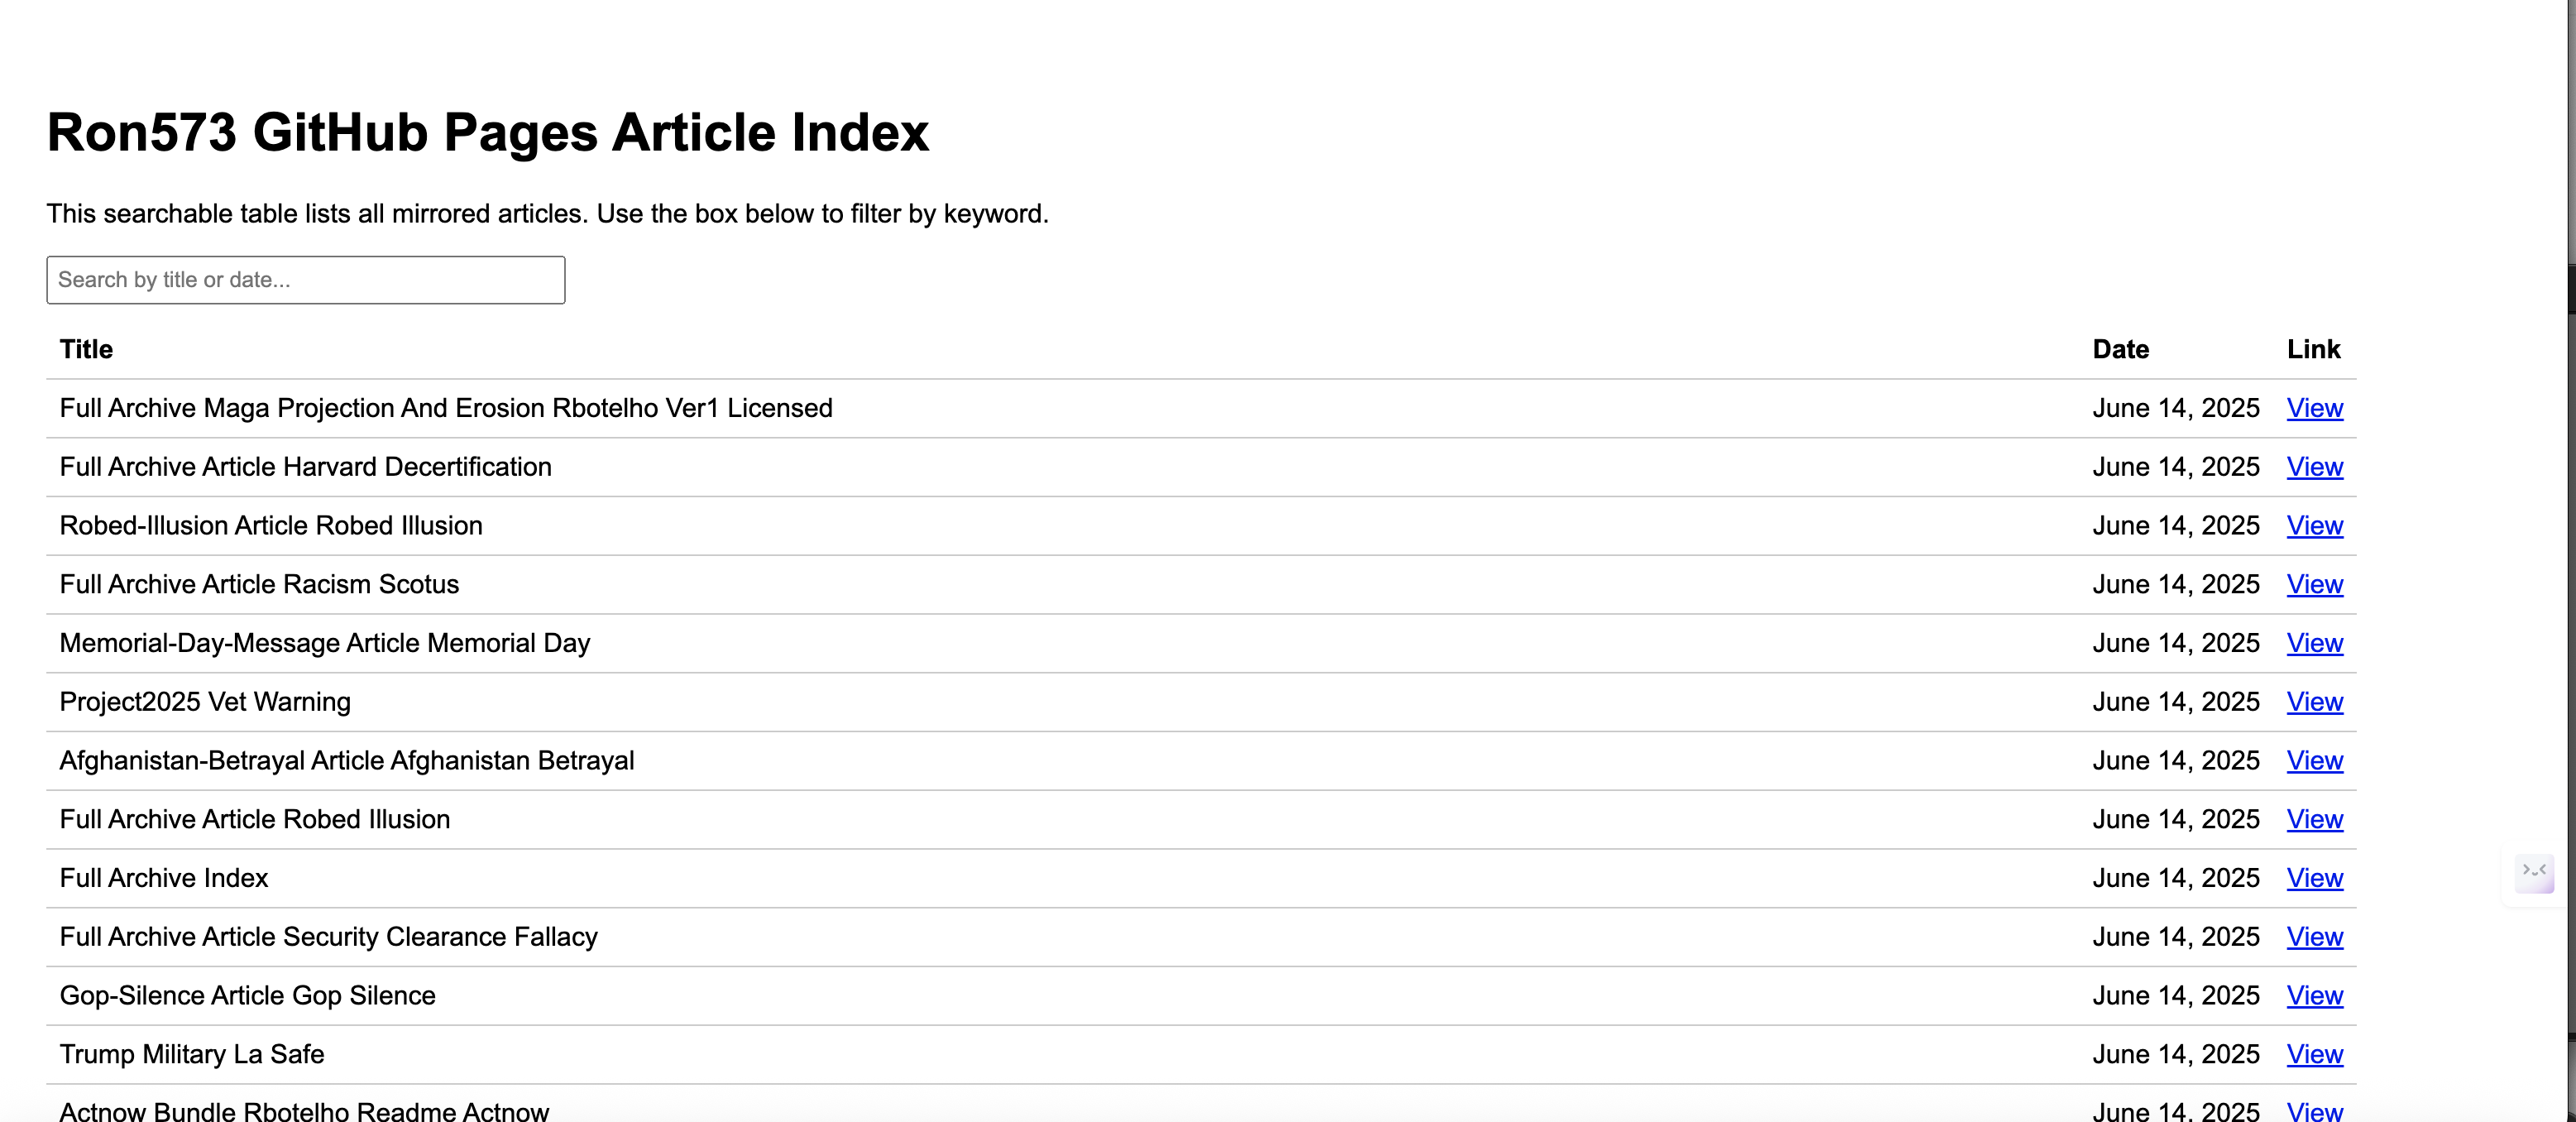 Ron573 GitHub Pages Article Index
This searchable table lists all mirrored articles. Use the box below to filter by keyword.
Search by title or date...
Title Date Link
Full Archive Maga Projection And Erosion Rbotelho Ver1 Licensed June 14, 2025 View
Full Archive Article Harvard Decertification June 14, 2025 View
Robed-Illusion Article Robed Illusion June 14, 2025 View
Full Archive Article Racism Scotus June 14, 2025 View
Memorial-Day-Message Article Memorial Day June 14, 2025 View
Project2025 Vet Warning June 14, 2025 View
Afghanistan-Betrayal Article Afghanistan Betrayal June 14, 2025 View
Full Archive Article Robed Illusion June 14, 2025 View
Full Archive Index June 14, 2025 View
Full Archive Article Security Clearance Fallacy June 14, 2025 View
Gop-Silence Article Gop Silence June 14, 2025 View
Trump Military La Safe June 14, 2025 View
Actnow Bundle Rbotelho Readme Actnow June 14, 2025 View